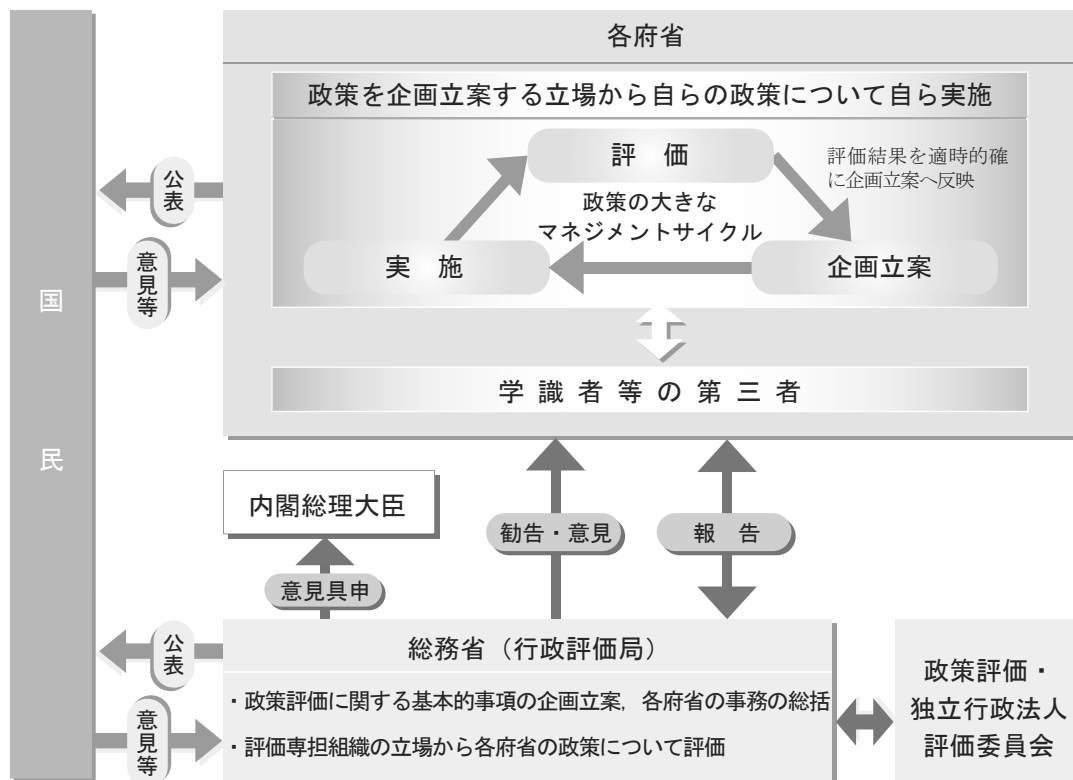 各府省
政策を企画立案する立場から自らの政策について自ら実施
評　価
評価結果を適時的確
に企画立案へ反映
政策の大きな
マネジメントサイクル
実　施
企画立案
学識者等の第三者
公表
意見等
国民
内閣総理大臣
勧告・意見
報　告
意見具申
公表
意見等
総務省（行政評価局）
・政策評価に関する基本的事項の企画立案，各府省の事務の総括
・評価専担組織の立場から各府省の政策について評価
政策評価・
独立行政法人
評価委員会